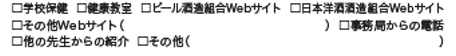 □学校保健 □健康教室 □ビール酒造組合Webサイト □日本洋酒酒造組合Webサイト
□その他Webサイト( ) □事務局からの電話
□他の先生からの紹介 □その他( )